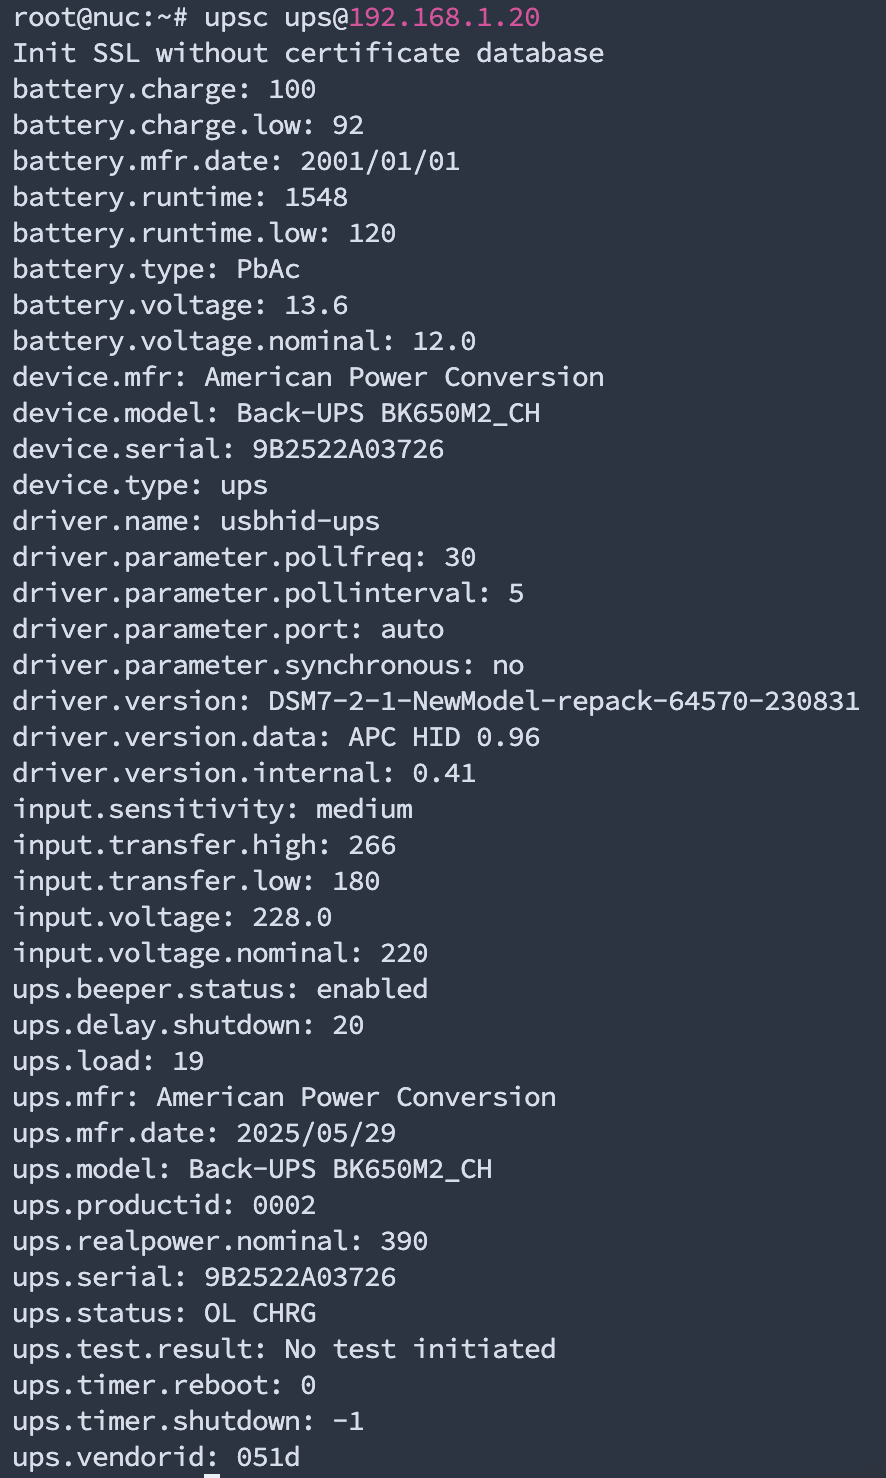 root@nuc:~# upsc ups@192.168.1.20
Init SSL without certificate database
battery.charge: 100
battery.charge.low: 92
battery.mfr.date: 2001/01/01
battery.runtime: 1548
battery.runtime.low: 120
battery.type: PbAc
battery.voltage: 13.6
battery.voltage.nominal: 12.0
device.mfr: American Power Conversion
device.model: Back-UPS BK650M2_CH
device.serial: 9B2522A03726
device.type: ups
driver.name: usbhid-ups
driver.parameter.pollfreq: 30
driver.parameter.pollinterval: 5
driver.parameter.port: auto
driver.parameter.synchronous: no
driver.version: DSM7-2-1-NewModel-repack-64570-230831
driver.version.data: APC HID 0.96
driver.version.internal: 0.41
input.sensitivity: medium
input.transfer.high: 266
input.transfer.low: 180
input.voltage: 228.0
input.voltage.nominal: 220
ups.beeper.status: enabled
ups.delay.shutdown: 20
ups.load: 19
ups.mfr: American Power Conversion
ups.mfr.date: 2025/05/29
ups.model: Back-UPS BK650M2_CH
ups.productid: 0002
ups.realpower.nominal: 390
ups.serial: 9B2522A03726
ups.status: OL CHRG
ups.test.result: No test initiated
ups.timer.reboot: 0
ups.timer.shutdown: -1
ups.vendorid: 051d